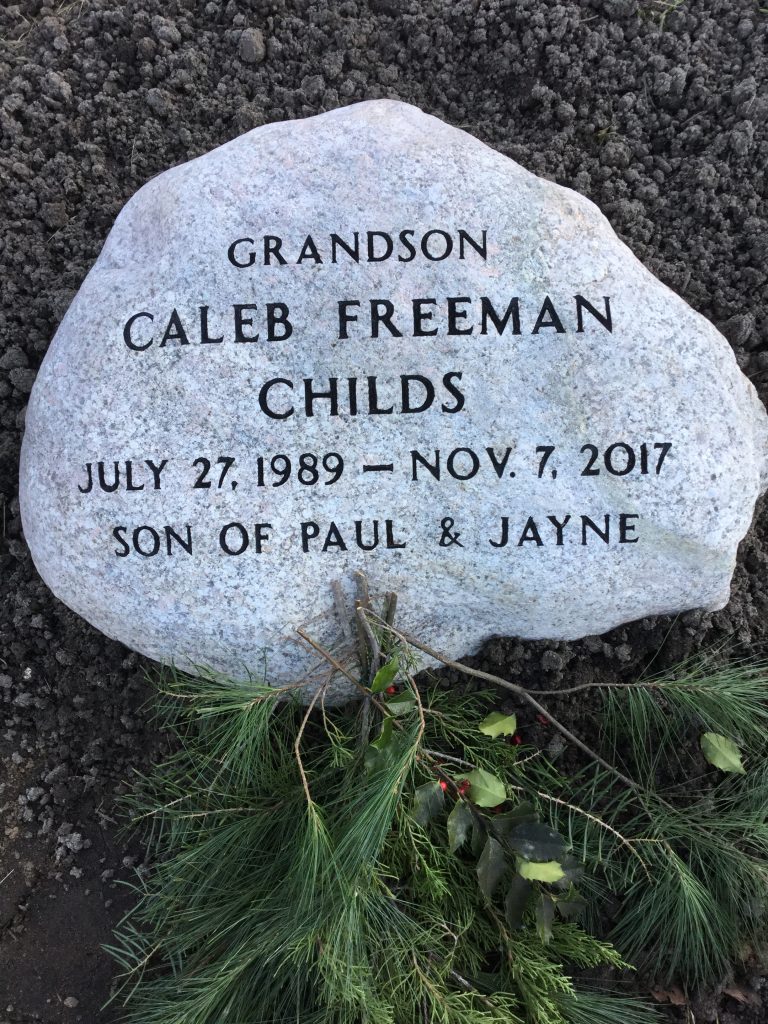 GRANDSON
CALEB FREEMAN
CHILDS
JULY 27, 1989 – NOV. 7, 2017
SON OF PAUL & JAYNE